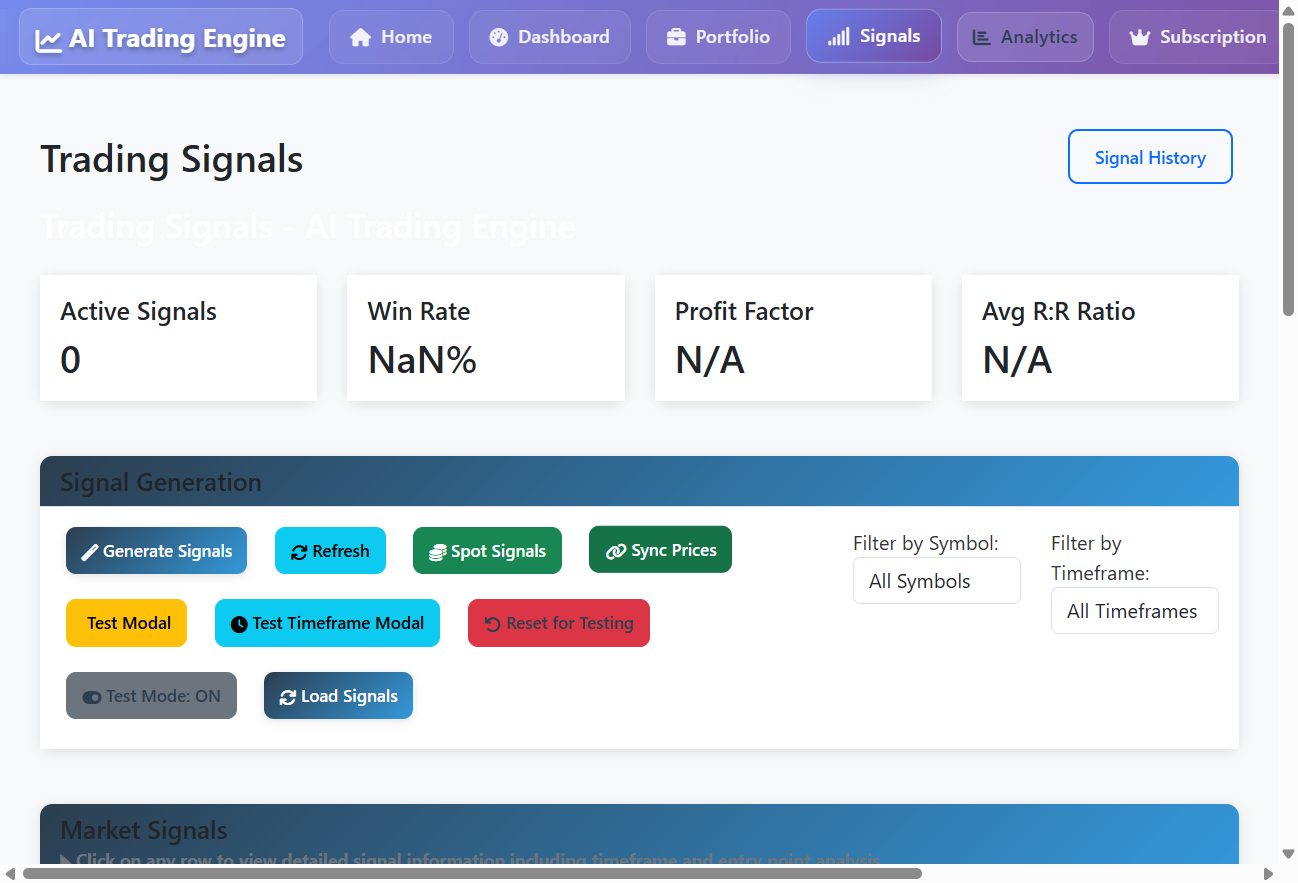 AI Trading Engine
Home
Dashboard
Portfolio
Signals
Analytics
Subscription
Trading Signals
Signal History
Trading Signals - AI Trading Engine
Active Signals
0
Win Rate
NaN%
Profit Factor
N/A
Avg R:R Ratio
N/A
Signal Generation
Generate Signals
Refresh
Spot Signals
Sync Prices
Filter by Symbol:
All Symbols
Filter by
Timeframe:
All Timeframes
Test Modal
Test Timeframe Modal
Reset for Testing
Test Mode: ON
Load Signals
Market Signals
Click on any row to view detailed signal information including timeframe and entry point analysis